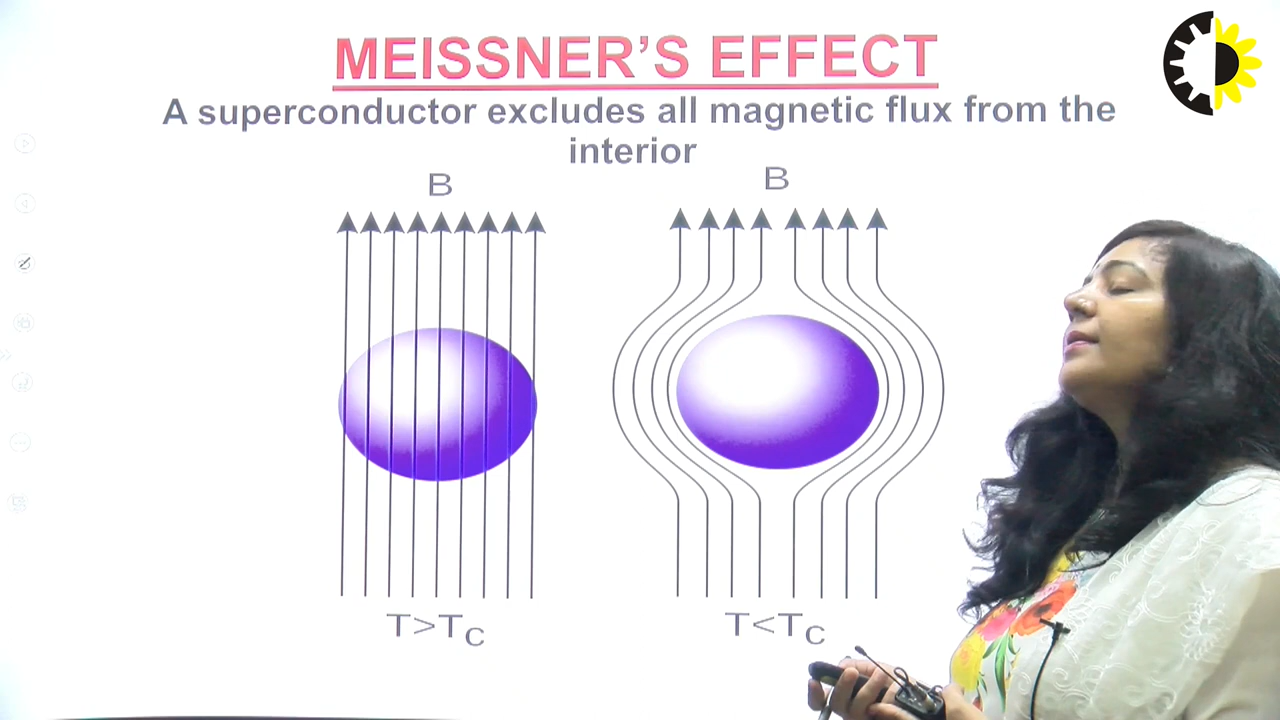 MEISSNER'S EFFECT
A superconductor excludes all magnetic flux from the
interior
B
B
T>TC
T<TC